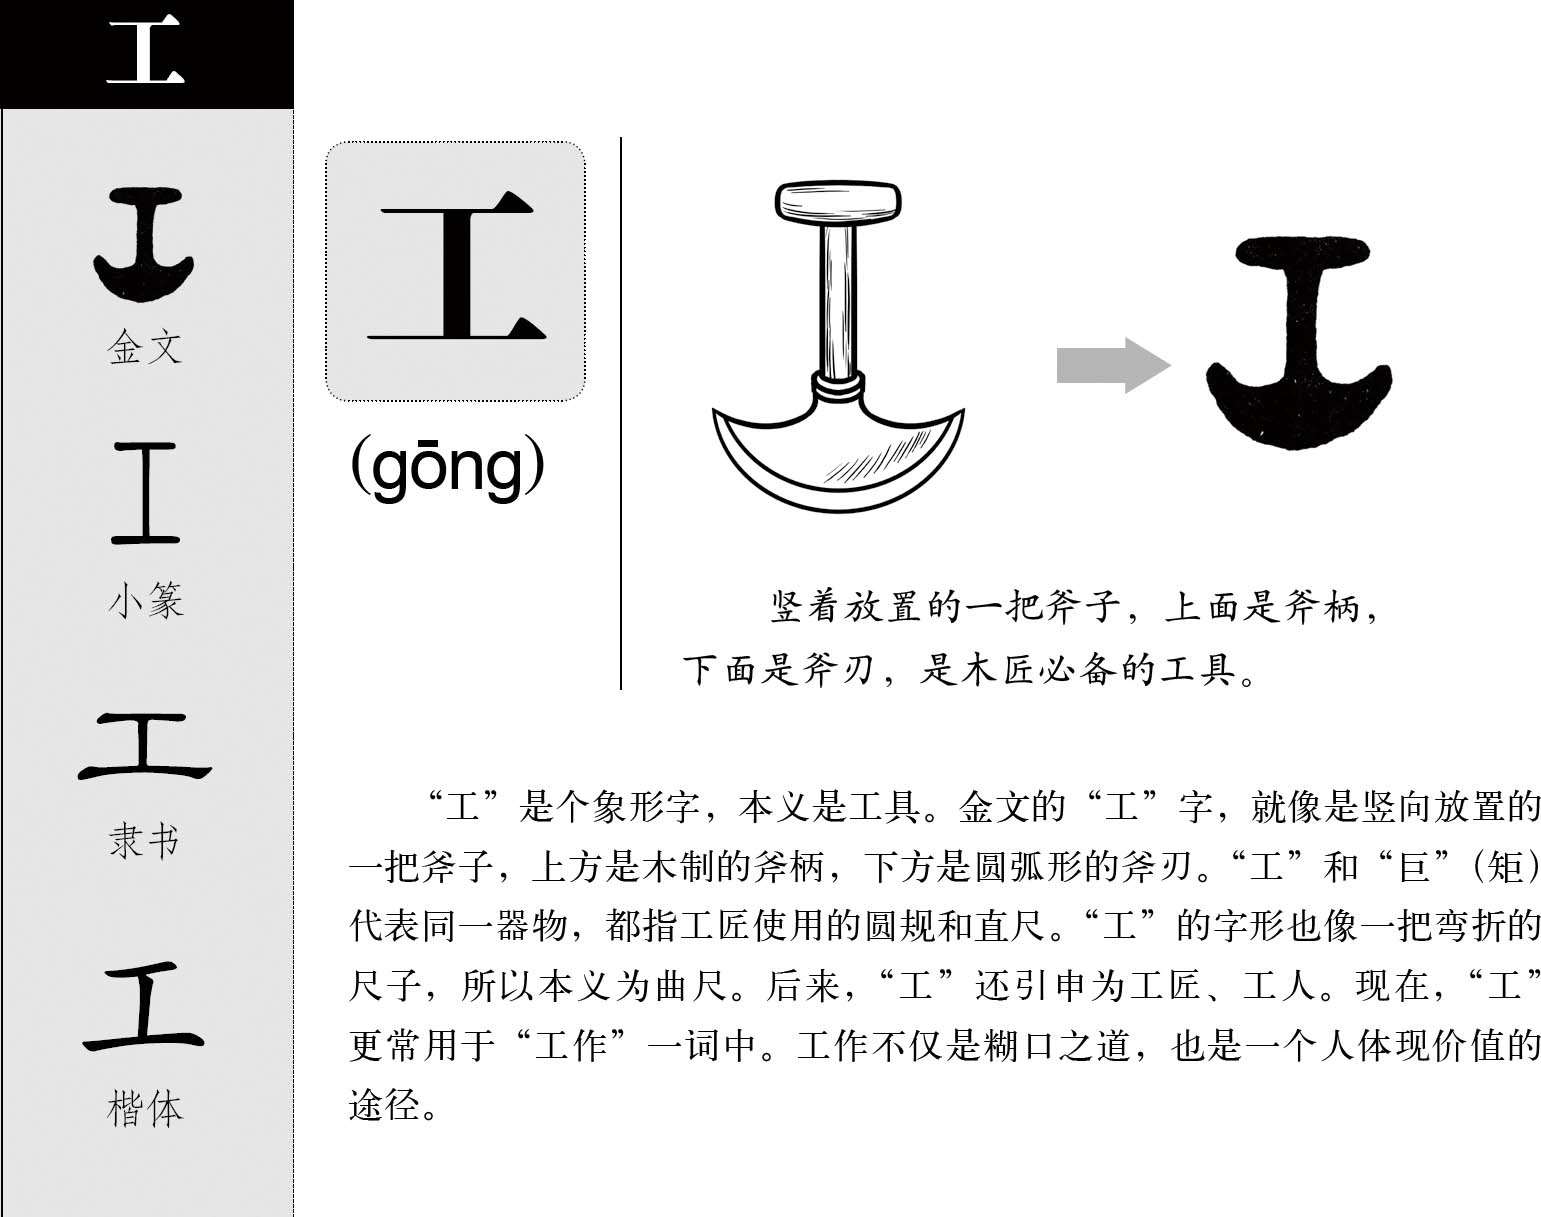 工
工
金文
工
小篆
工
隶书
工
楷体
工
(gōng)
工
竖着放置的一把斧子，上面是斧柄，
下面是斧刃，是木匠必备的工具。
“工”是个象形字，本义是工具。金文的“工”字，就像是竖向放置的
一把斧子，上方是木制的斧柄，下方是圆弧形的斧刃。“工”和“巨”（矩）
代表同一器物，都指工匠使用的圆规和直尺。“工”的字形也像一把弯折的
尺子，所以本义为曲尺。后来，“工”还引申为工匠、工人。现在，“工”
更常用于“工作”一词中。工作不仅是糊口之道，也是一个人体现价值的
途径。